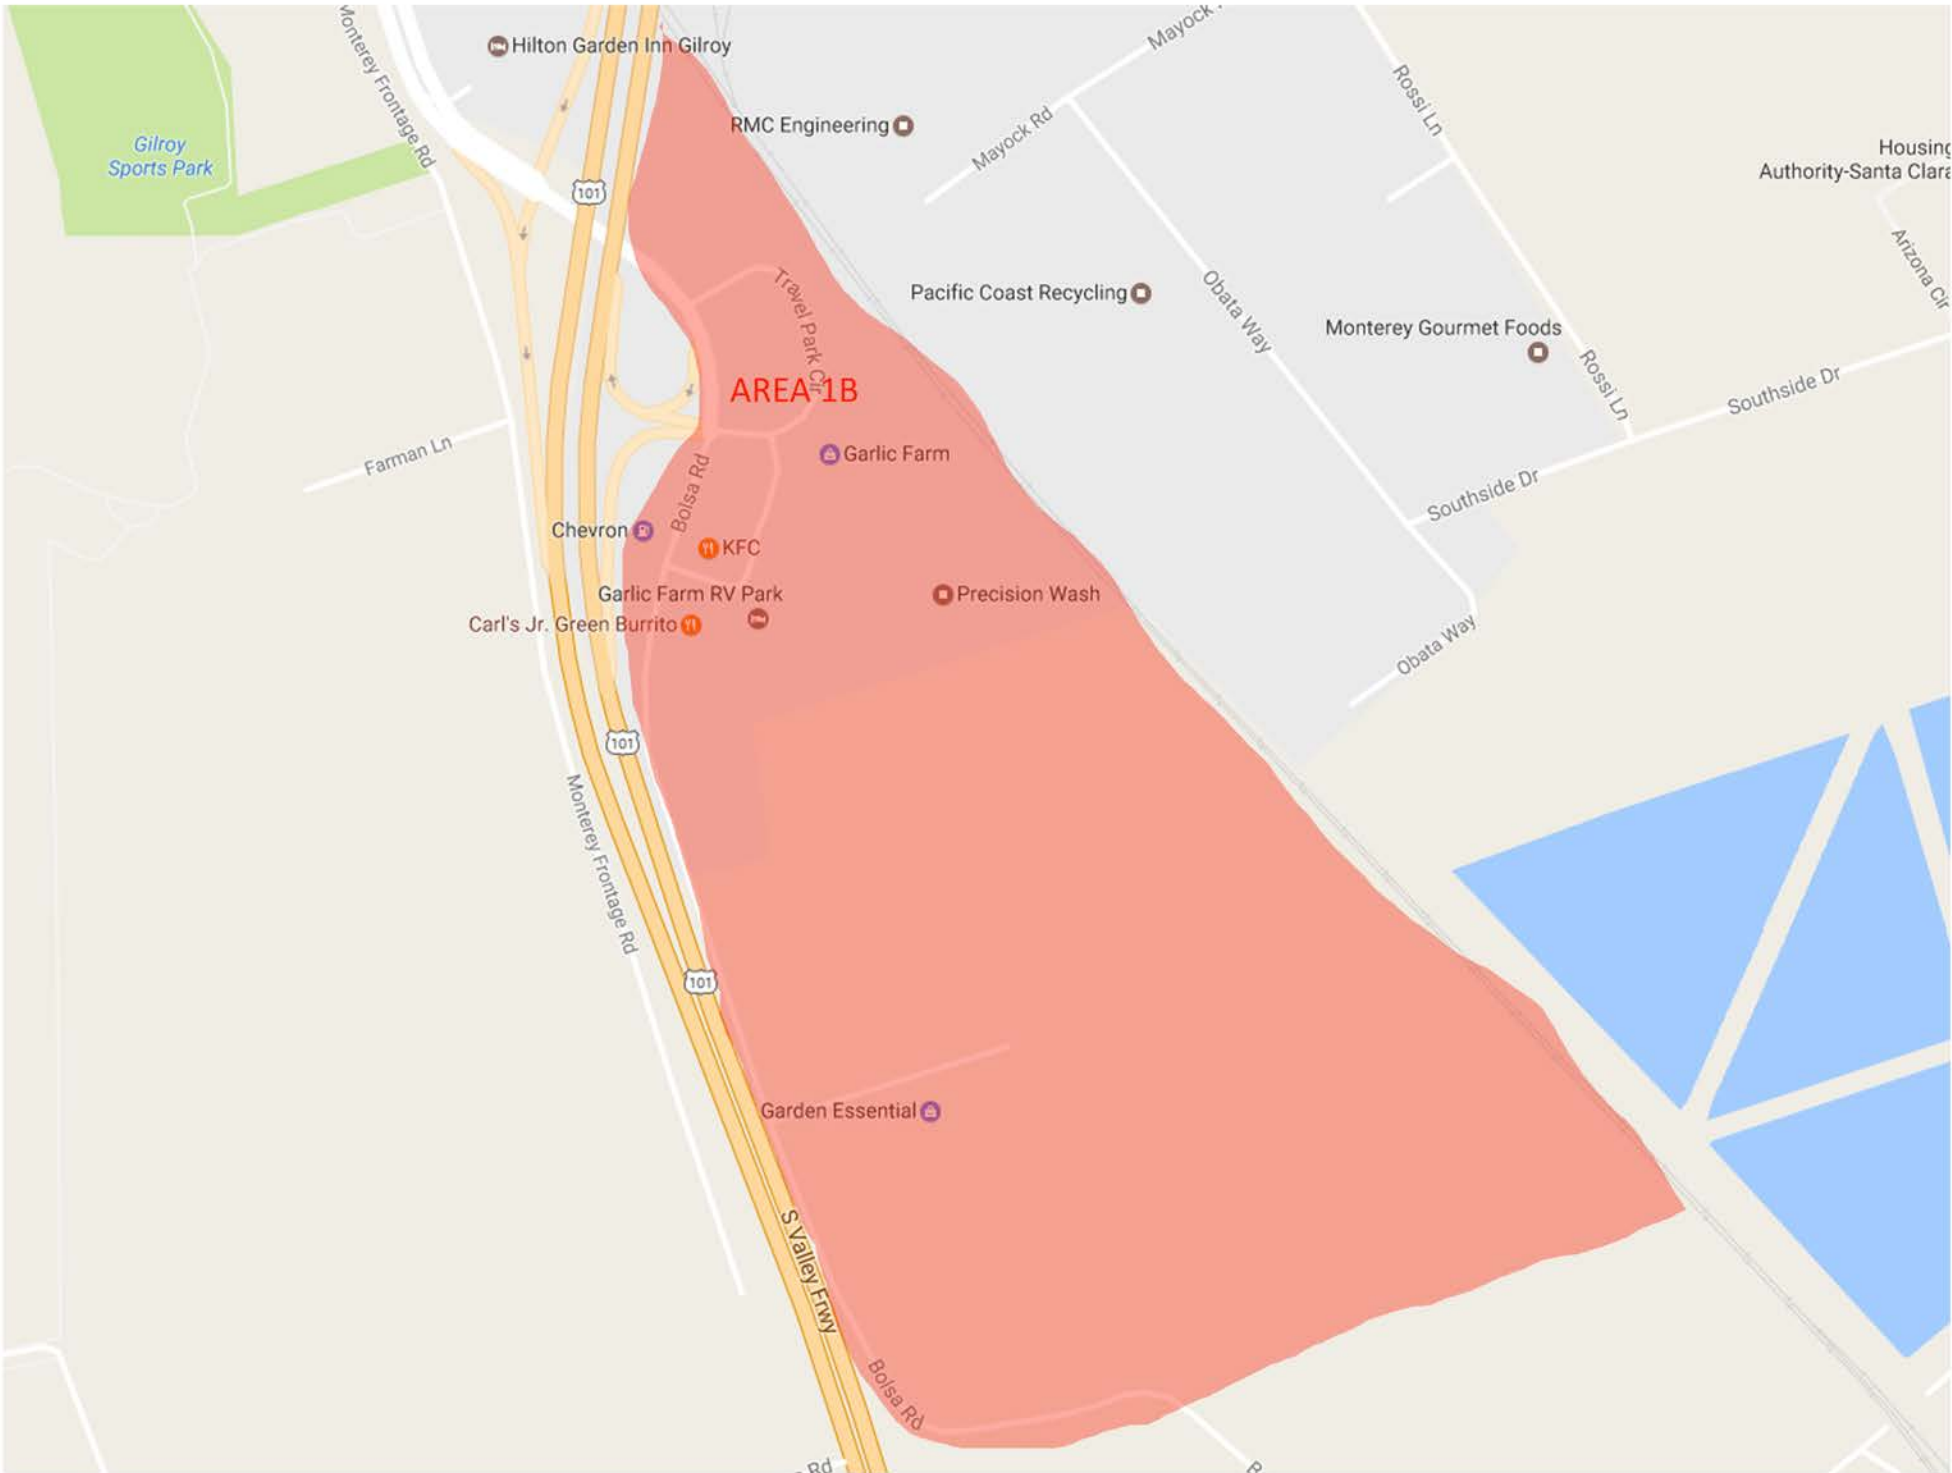 Monterey Frontage Rd
Hilton Garden Inn Gilroy
Mayock
Rossi Ln
RMC Engineering
Mayock Rd
Gilroy
Sports Park
Housing
Authority-Santa Clara
101
Arizona Cir
Travel Park Cir
Pacific Coast Recycling
Obata Way
Monterey Gourmet Foods
Rossi Ln
Southside Dr
AREA 1B
Farman Ln
Garlic Farm
Bolsa Rd
Southside Dr
Chevron
KFC
Garlic Farm RV Park
Precision Wash
Carl's Jr. Green Burrito
Obata Way
101
Monterey Frontage Rd
101
Garden Essential
S Valley Frwy
Bolsa Rd
Rd